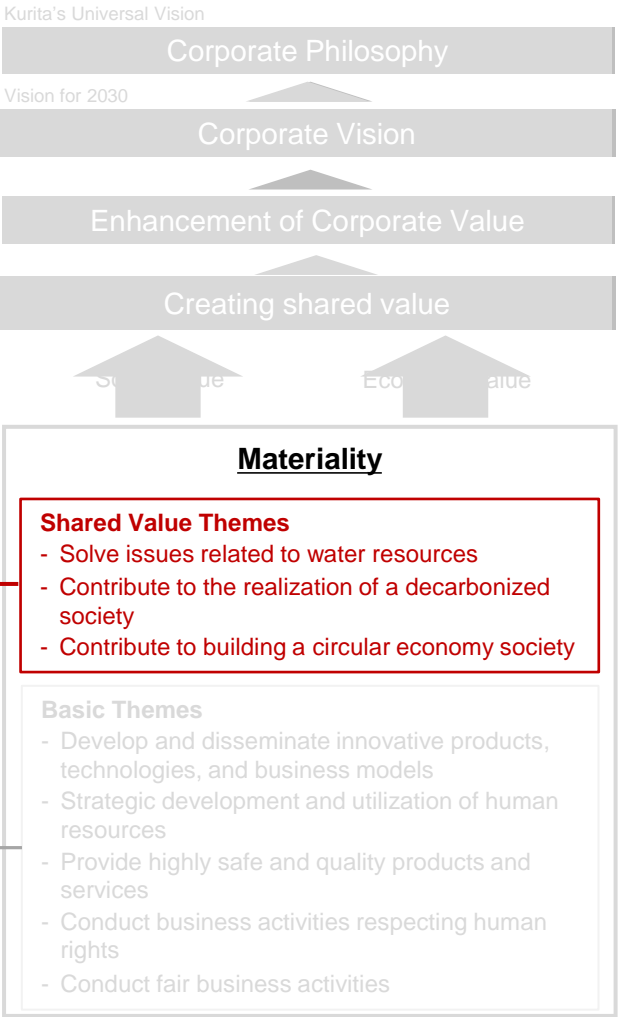 Kurita's Universal Vision
Corporate Philosophy
Vision for 2030
Corporate Vision
Enhancement of Corporate Value
Creating shared value
Materiality
Shared Value Themes
- Solve issues related to water resources
- Contribute to the realization of a decarbonized
society
- Contribute to building a circular economy society
Basic Themes
- Develop and disseminate innovative products,
technologies, and business models
- Strategic development and utilization of human
resources
- Provide highly safe and quality products and
services
- Conduct business activities respecting human
rights
- Conduct fair business activities